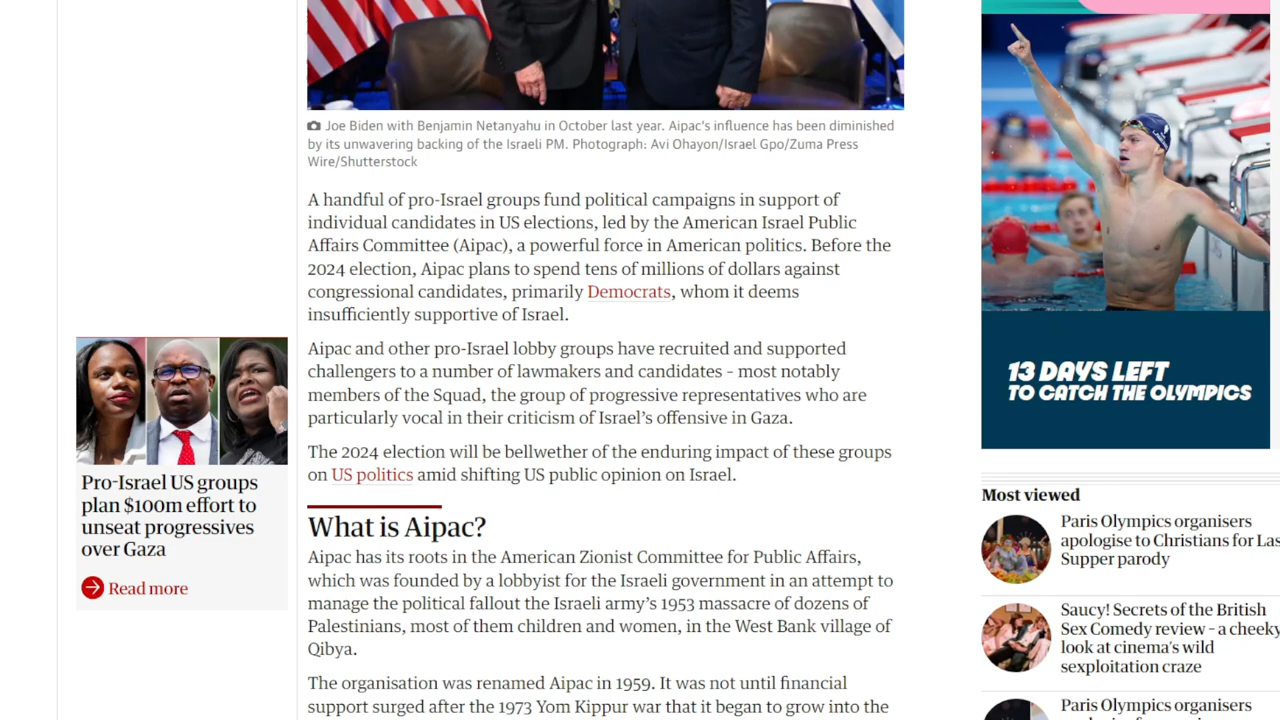 Joe Biden with Benjamin Netanyahu in October last year. Aipac's influence has been diminished
by its unwavering backing of the Israeli PM. Photograph: Avi Ohayon/Israel Gpo/Zuma Press
Wire/Shutterstock
A handful of pro-Israel groups fund political campaigns in support of
individual candidates in US elections, led by the American Israel Public
Affairs Committee (Aipac), a powerful force in American politics. Before the
2024 election, Aipac plans to spend tens of millions of dollars against
congressional candidates, primarily Democrats, whom it deems
insufficiently supportive of Israel.
Aipac and other pro-Israel lobby groups have recruited and supported
challengers to a number of lawmakers and candidates – most notably
members of the Squad, the group of progressive representatives who are
particularly vocal in their criticism of Israel's offensive in Gaza.
The 2024 election will be bellwether of the enduring impact of these groups
on US politics amid shifting US public opinion on Israel.
What is Aipac?
Aipac has its roots in the American Zionist Committee for Public Affairs,
which was founded by a lobbyist for the Israeli government in an attempt to
manage the political fallout the Israeli army's 1953 massacre of dozens of
Palestinians, most of them children and women, in the West Bank village of
Qibya.
The organisation was renamed Aipac in 1959. It was not until financial
support surged after the 1973 Yom Kippur war that it began to grow into the
Pro-Israel US groups
plan $100m effort to
unseat progressives
over Gaza
Read more
13 DAYS LEFT
TO CATCH THE OLYMPICS
Most viewed
Paris Olympics organisers
apologise to Christians for Las
Supper parody
Saucy! Secrets of the British
Sex Comedy review – a cheeky
look at cinema's wild
sexploitation craze
Paris Olympics organisers